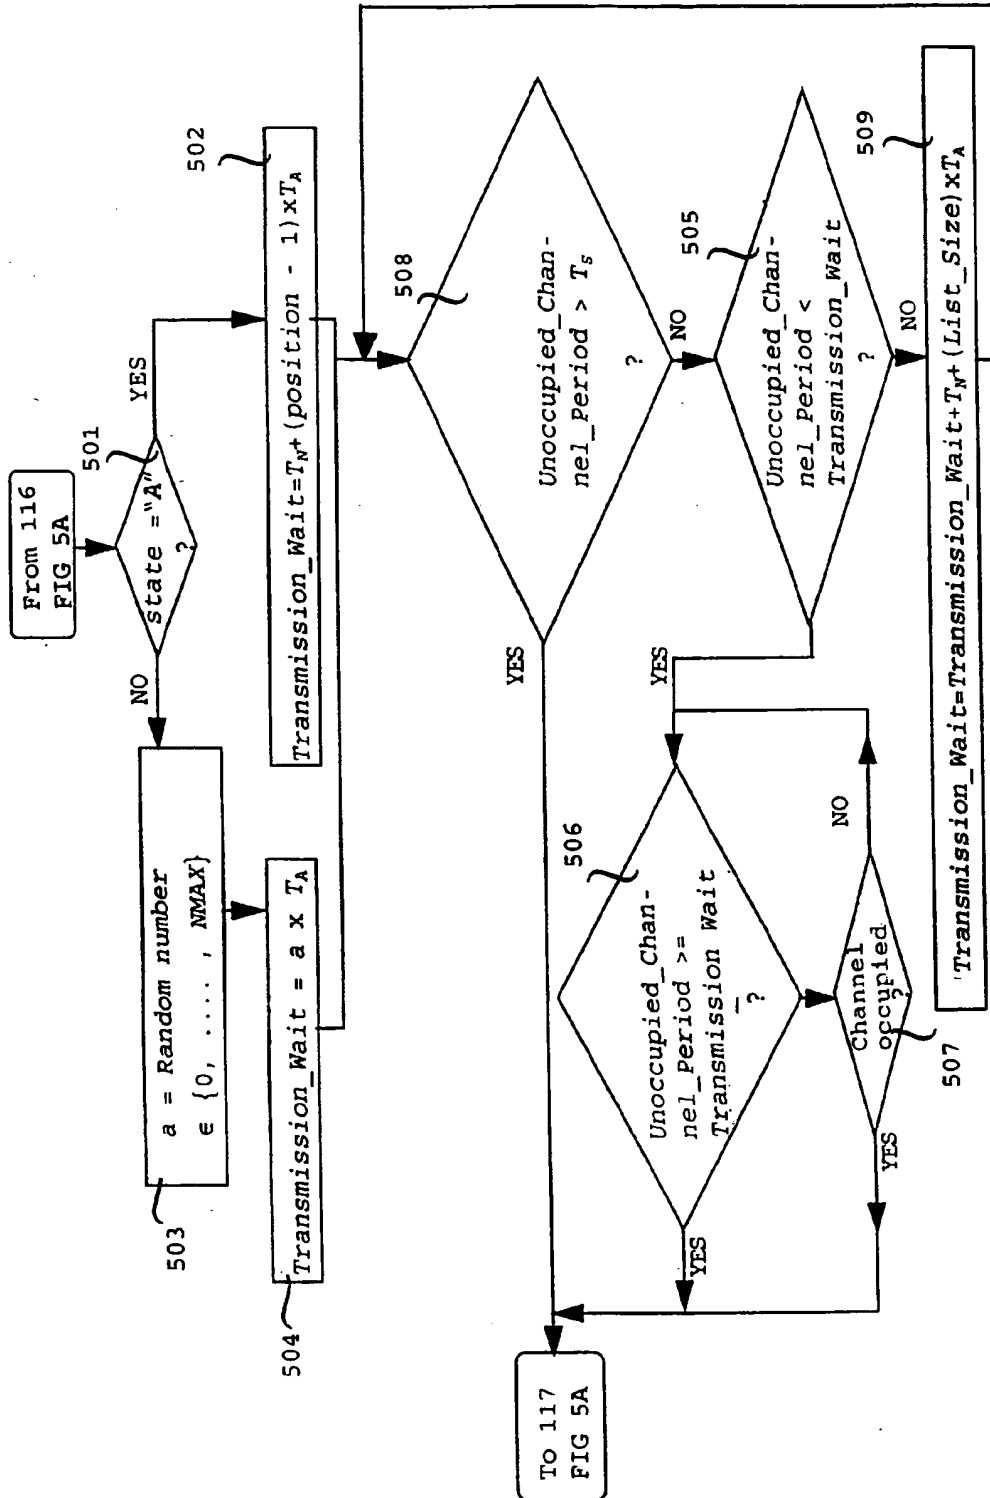 From 116
FIG 5A
501
state ="A"
?
YES
NO
502
Transmission_Wait=T_N+(position - 1)xT_A
503
a = Random number
∈ {0, ...., NMAX}
504
Transmission_Wait = a x T_A
508
Unoccupied_Chan-
nel_Period > T_S
?
YES
NO
505
Unoccupied_Chan-
nel_Period <
Transmission_Wait
?
YES
NO
506
Unoccupied_Chan-
nel_Period >=
Transmission_Wait
?
YES
507
Channel
occupied
?
NO
YES
509
Transmission_Wait=Transmission_Wait+T_N+(List_Size)xT_A
To 117
FIG 5A